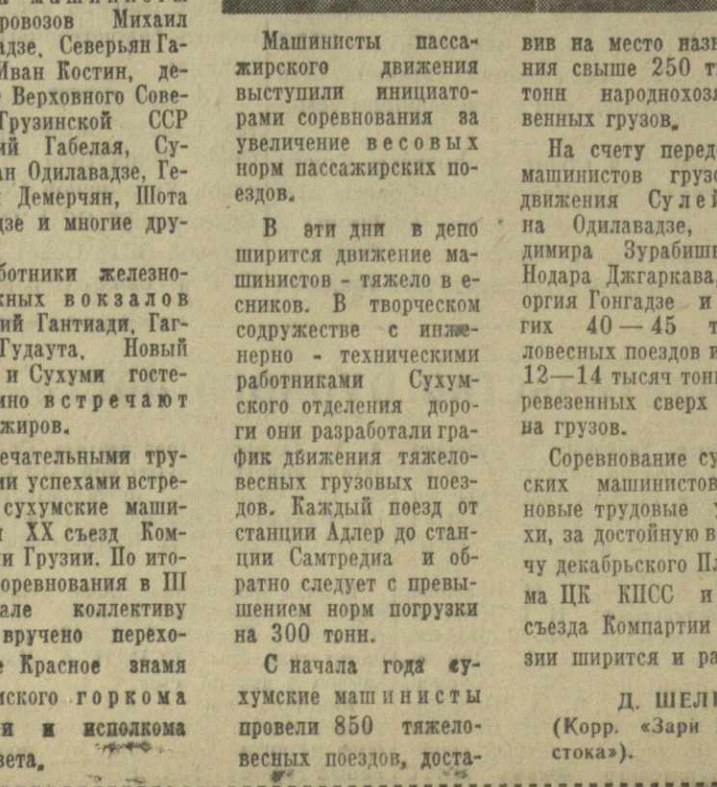 ровозов Михаил
адзе, Северьян Га-
Иван Костин, де-
Верховного Сове-
Грузинской ССР
ий Габелая, Су-
ан Одилавадзе, Ге-
Демерчян, Шота
дзе и многие дру-
ботники железно-
жных вокзалов
ий Гантиади, Гаг-
Гудаута, Новый
и Сухуми госте-
мно встречают
жиров.
ечательными тру-
ми успехами встре-
сухумские маши-
XX съезд Ком-
и Грузии. По ито-
оревнования в III
але коллективу
вручено перехо-
е Красное знамя
мского горкома
и и исполкома
вета.
Машинисты пасса-
жирского движения
выступили инициато-
рами соревнования за
увеличение весовых
норм пассажирских по-
ездов.
В эти дни в депо
ширится движение ма-
шинистов - тяжело в е-
сников. В творческом
содружестве с инже-
нерно - техническими
работниками Сухум-
ского отделения доро-
ги они разработали гра-
фик движения тяжело-
весных грузовых поез-
дов. Каждый поезд от
станции Адлер до стан-
ции Самтредиа и об-
ратно следует с превы-
шением норм погрузки
на 300 тонн.
С начала года су-
хумские машинисты
провели 850 тяжело-
весных поездов, доста-
вив на место назн
ния свыше 250 т
тонн народнохозя
венных грузов.
На счету перед
машинистов грузо
движения Сулей
на Одилавадзе,
димира Зурабиш
Нодара Джгаркава,
оргия Гонгадзе и
гих 40 — 45 т
ловесных поездов и
12—14 тысяч тонн
ревезенных сверх
на грузов.
Соревнование су
ских машинистов
новые трудовые у
хи, за достойную в
чу декабрьского Пл
ма ЦК КПСС и
съезда Компартии
зии ширится и ра
Д. ШЕЛ
(Корр. «Зари
стока»).